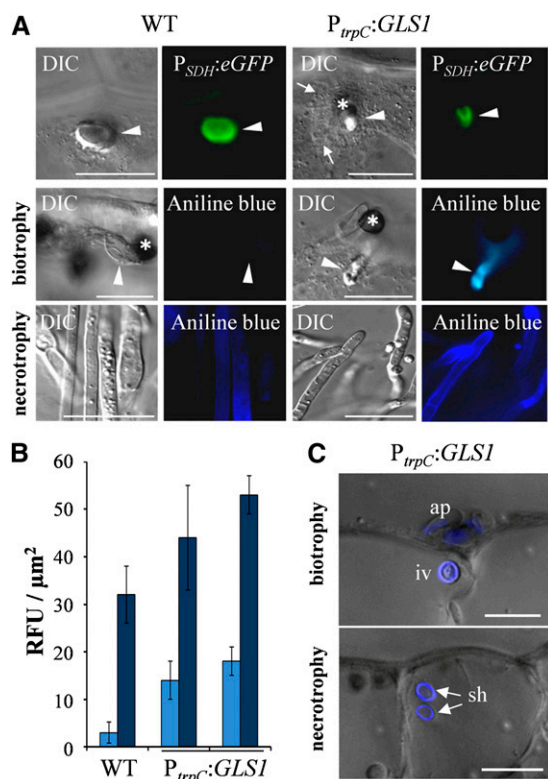 A
WT
PtrpC:GLS1
DIC
PSDH:eGFP
DIC
PSDH:eGFP
*
biotrophy
DIC
Aniline blue
DIC
Aniline blue
*
*
necrotrophy
DIC
Aniline blue
DIC
Aniline blue
B
RFU / µm²
60
50
40
30
20
10
0
WT
PtrpC:GLS1
C
PtrpC:GLS1
biotrophy
ap
iv
necrotrophy
sh